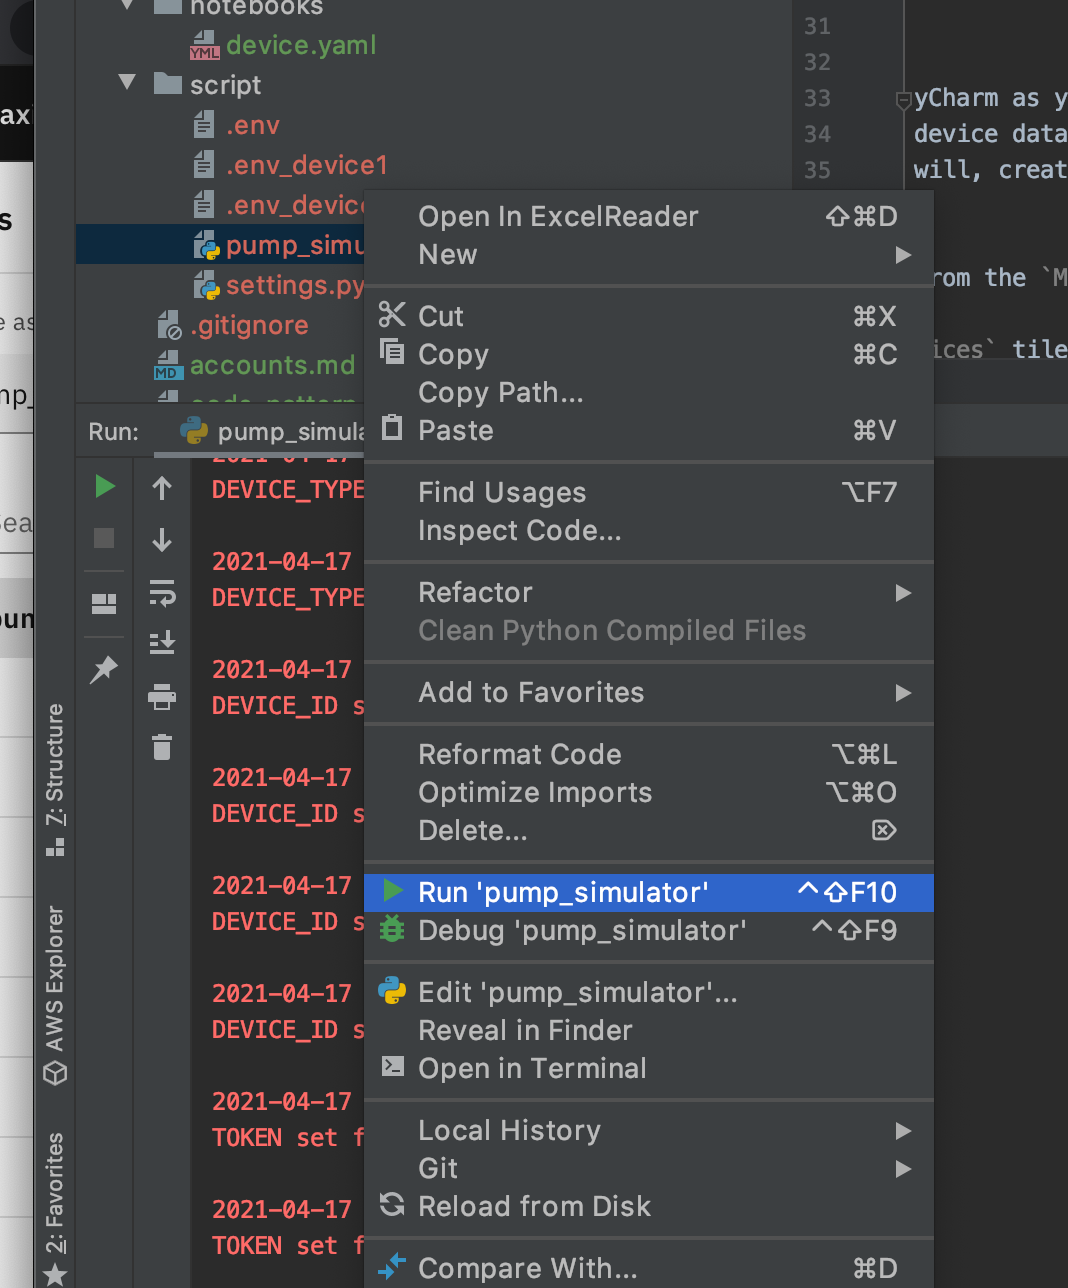 notebooks
device.yaml
script
.env
.env_device1
.env_device
pump_simu
settings.py
.gitignore
accounts.md
31
32
33
34
35
yCharm as y
device data
will, creat
rom the `M
ices` tile
Run:
pump_simula
2021-04-17
DEVICE_TYPE
2021-04-17
DEVICE_TYPE
2021-04-17
DEVICE_ID s
2021-04-17
DEVICE_ID s
2021-04-17
DEVICE_ID s
2021-04-17
DEVICE_ID s
2021-04-17
TOKEN set f
2021-04-17
TOKEN set f
Open In ExcelReader ⇧⌘D
New
Cut ⌘X
Copy ⌘C
Copy Path...
Paste ⌘V
Find Usages ⌥F7
Inspect Code...
Refactor
Clean Python Compiled Files
Add to Favorites
Reformat Code ⌥⌘L
Optimize Imports ⌥⌘O
Delete... ⌦
Run 'pump_simulator' ^⇧F10
Debug 'pump_simulator' ^⇧F9
Edit 'pump_simulator'...
Reveal in Finder
Open in Terminal
Local History
Git
Reload from Disk
Compare With... ⌘D
7: Structure
AWS Explorer
2: Favorites
YML
MD